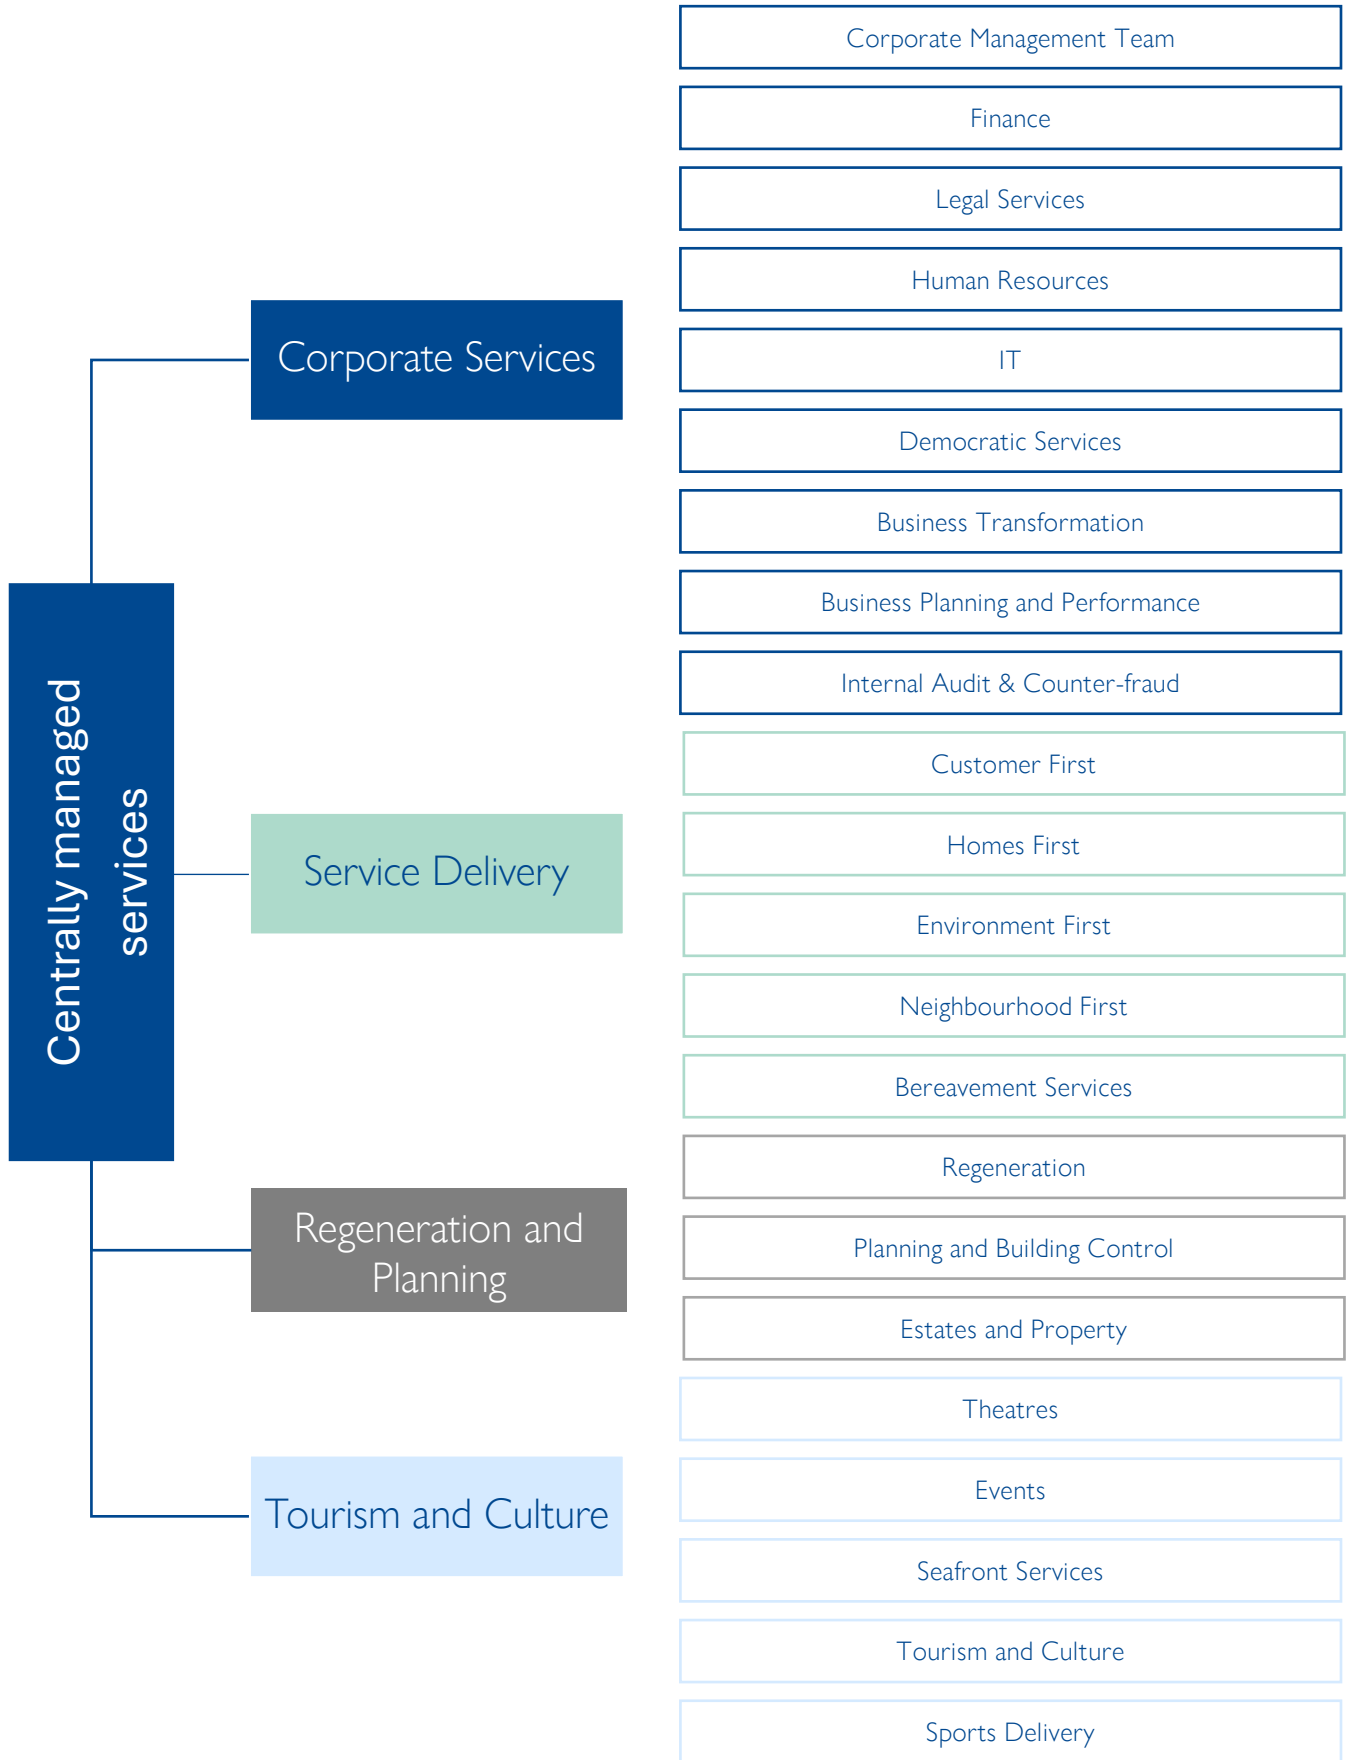 Centrally managed
services
Corporate Services
Corporate Management Team
Finance
Legal Services
Human Resources
IT
Democratic Services
Business Transformation
Business Planning and Performance
Internal Audit & Counter-fraud
Service Delivery
Customer First
Homes First
Environment First
Neighbourhood First
Bereavement Services
Regeneration and
Planning
Regeneration
Planning and Building Control
Estates and Property
Tourism and Culture
Theatres
Events
Seafront Services
Tourism and Culture
Sports Delivery